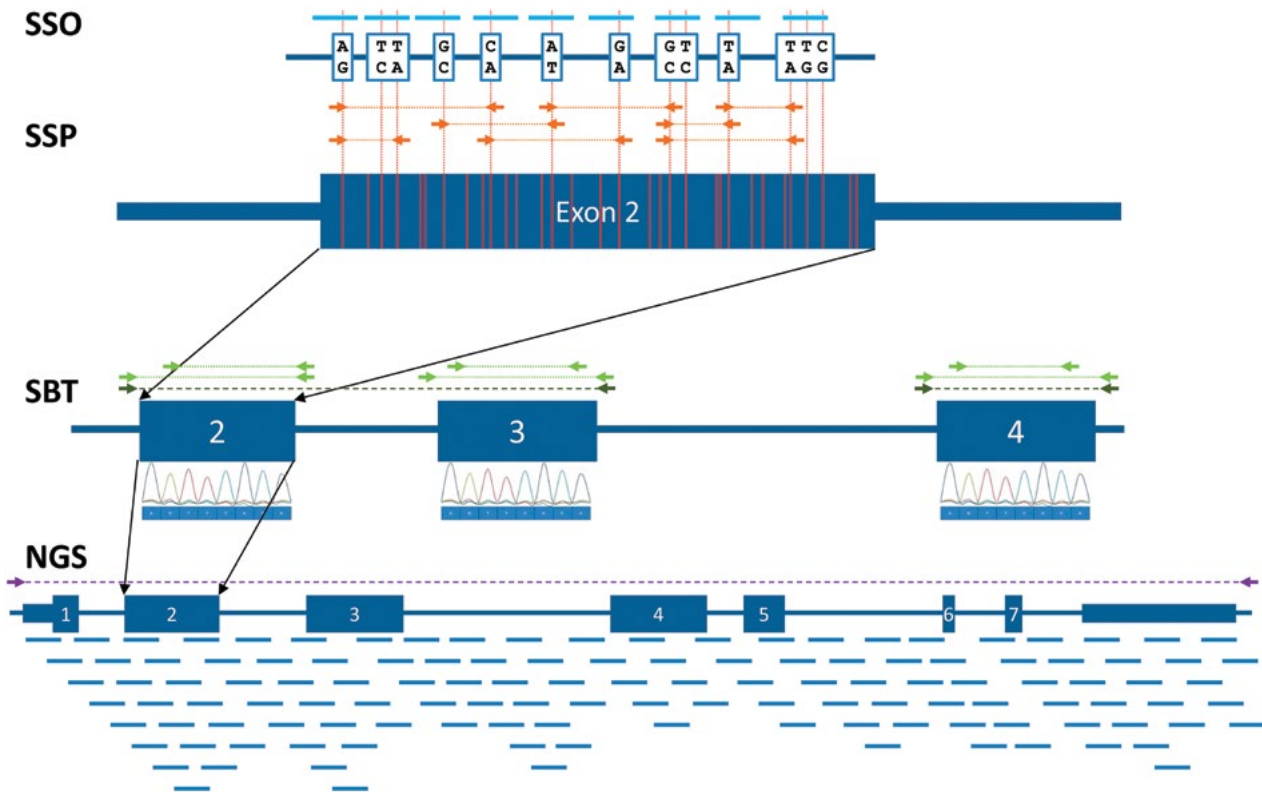 SSO
A T T G C A G G T T T T C
G C A C A T A C C A A G G
SSP
Exon 2
SBT
2 3 4
NGS
1 2 3 4 5 6 7